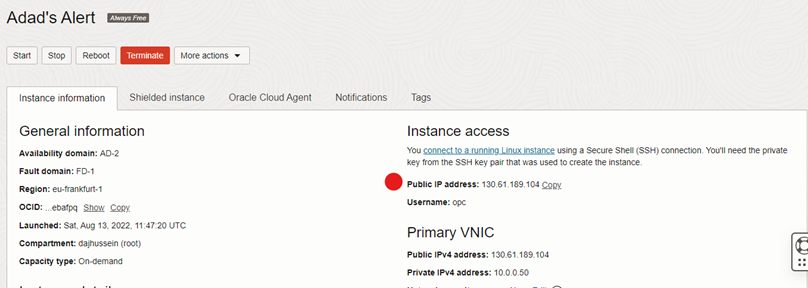 Adad's Alert Always Free
Start Stop Reboot Terminate More actions
Instance information Shielded instance Oracle Cloud Agent Notifications Tags
General information
Availability domain: AD-2
Fault domain: FD-1
Region: eu-frankfurt-1
OCID: ...ebafpq Show Copy
Launched: Sat, Aug 13, 2022, 11:47:20 UTC
Compartment: dajhussein (root)
Capacity type: On-demand
Instance access
You connect to a running Linux instance using a Secure Shell (SSH) connection. You'll need the private
key from the SSH key pair that was used to create the instance.
Public IP address: 130.61.189.104 Copy
Username: opc
Primary VNIC
Public IPv4 address: 130.61.189.104
Private IPv4 address: 10.0.0.50